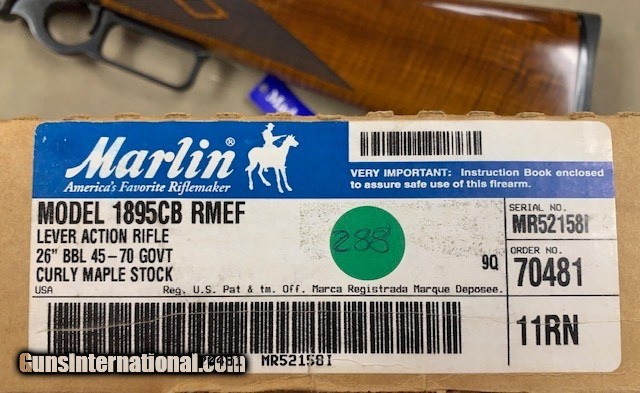 Marlin®
America's Favorite Riflemaker
VERY IMPORTANT: Instruction Book enclosed
to assure safe use of this firearm.
MODEL 1895CB RMEF
LEVER ACTION RIFLE
26" BBL 45-70 GOVT
CURLY MAPLE STOCK
USA
Reg. U.S. Pat & tm. Off. Marca Registrada Marque Deposee.
288
9Q
SERIAL NO.
MR52158I
ORDER NO.
70481
11RN
MR52158I
GunsInternational.com